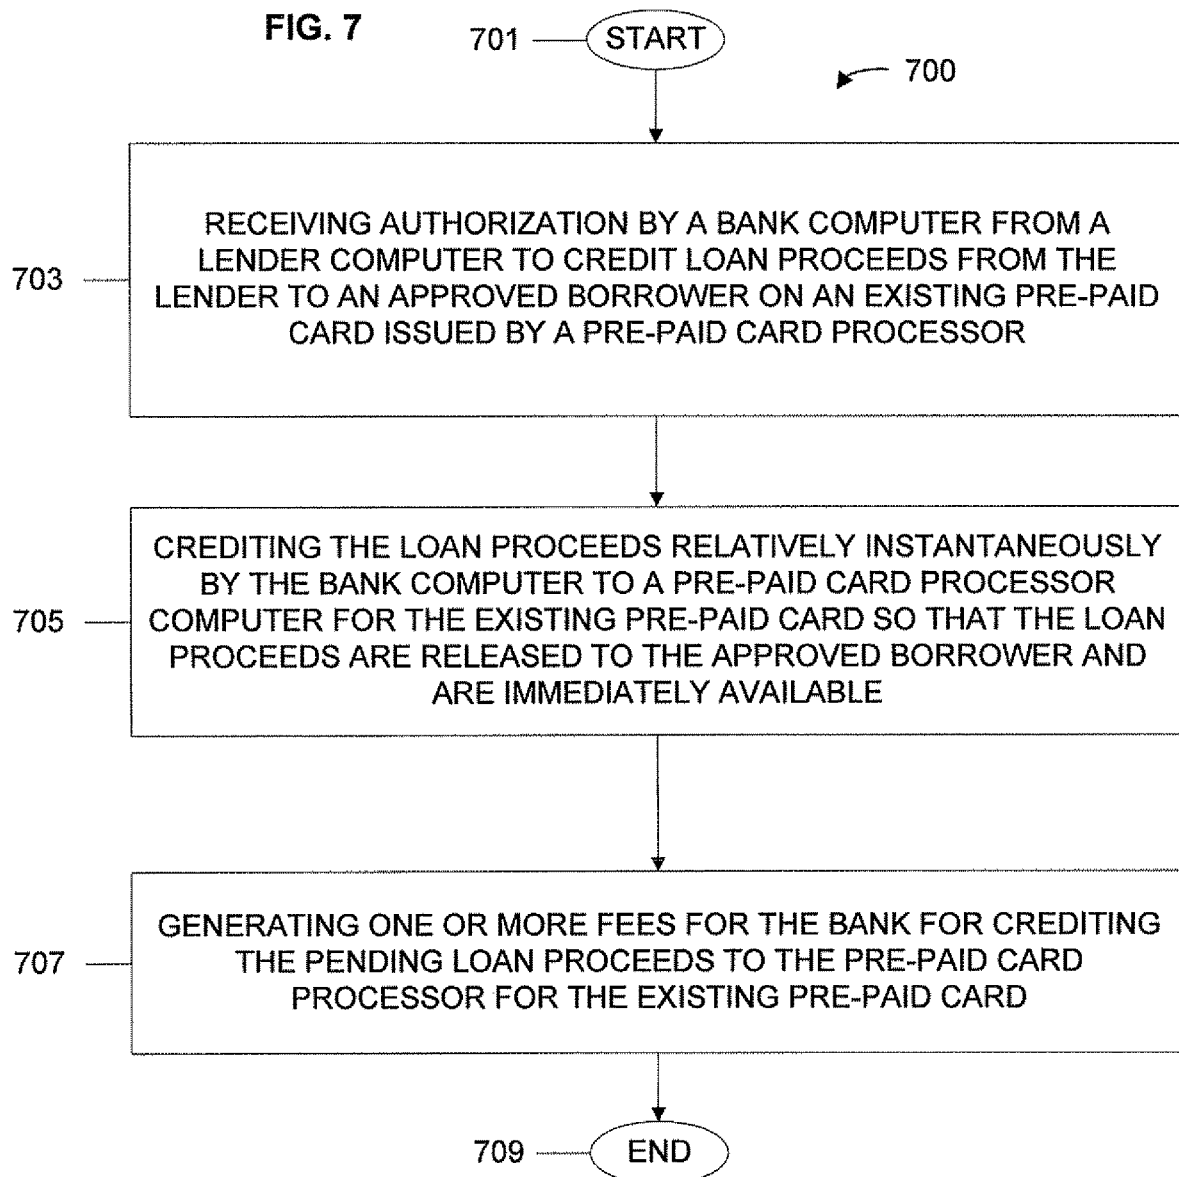 FIG. 7
701
START
700
703
RECEIVING AUTHORIZATION BY A BANK COMPUTER FROM A
LENDER COMPUTER TO CREDIT LOAN PROCEEDS FROM THE
LENDER TO AN APPROVED BORROWER ON AN EXISTING PRE-PAID
CARD ISSUED BY A PRE-PAID CARD PROCESSOR
705
CREDITING THE LOAN PROCEEDS RELATIVELY INSTANTANEOUSLY
BY THE BANK COMPUTER TO A PRE-PAID CARD PROCESSOR
COMPUTER FOR THE EXISTING PRE-PAID CARD SO THAT THE LOAN
PROCEEDS ARE RELEASED TO THE APPROVED BORROWER AND
ARE IMMEDIATELY AVAILABLE
707
GENERATING ONE OR MORE FEES FOR THE BANK FOR CREDITING
THE PENDING LOAN PROCEEDS TO THE PRE-PAID CARD
PROCESSOR FOR THE EXISTING PRE-PAID CARD
709
END